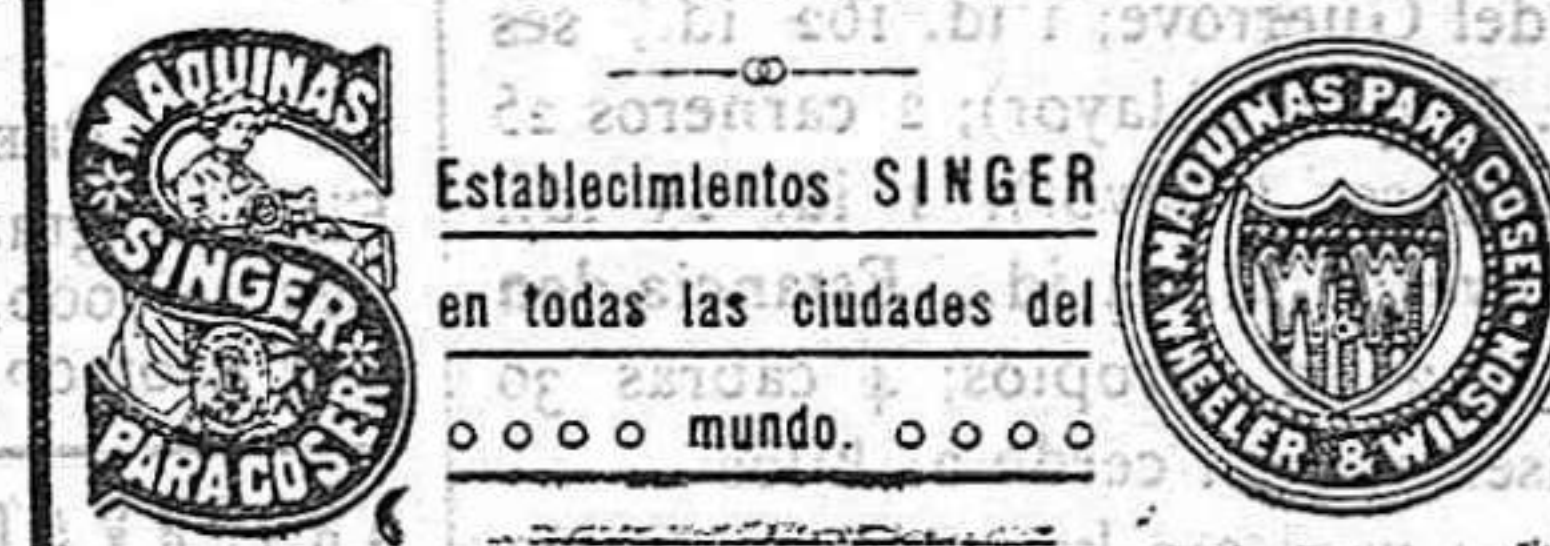 MAQUINAS
SINGER
PARA COSER
Establecimientos SINGER
en todas las ciudades del
o o o o mundo. o o o o
MAQUINAS PARA COSER
WHEELER & WILSON
W W